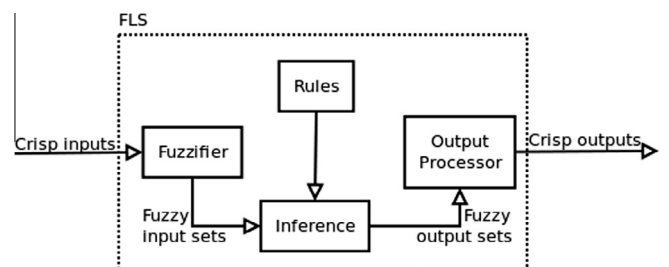 FLS
Rules
Crisp inputs
Fuzzifier
Output
Processor
Crisp outputs
Fuzzy
input sets
Inference
Fuzzy
output sets